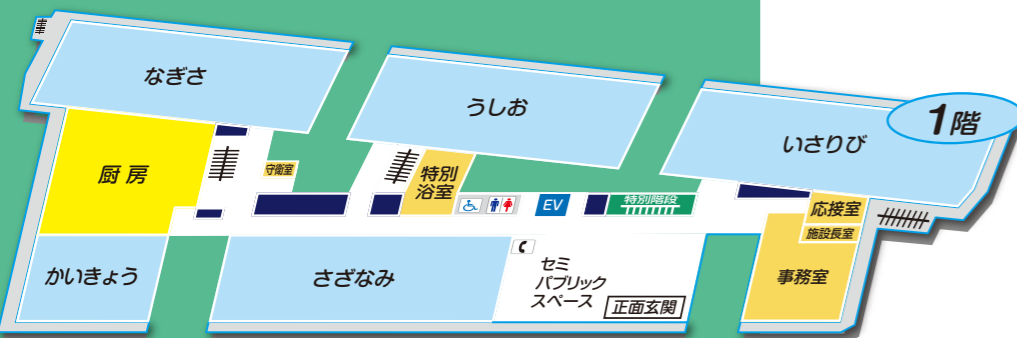 なぎさ
うしお
いさりび
1階
厨房
守衛室
特別
浴室
EV
特別階段
応接室
施設長室
事務室
かいきょう
さざなみ
セミ
パブリック
スペース
正面玄関